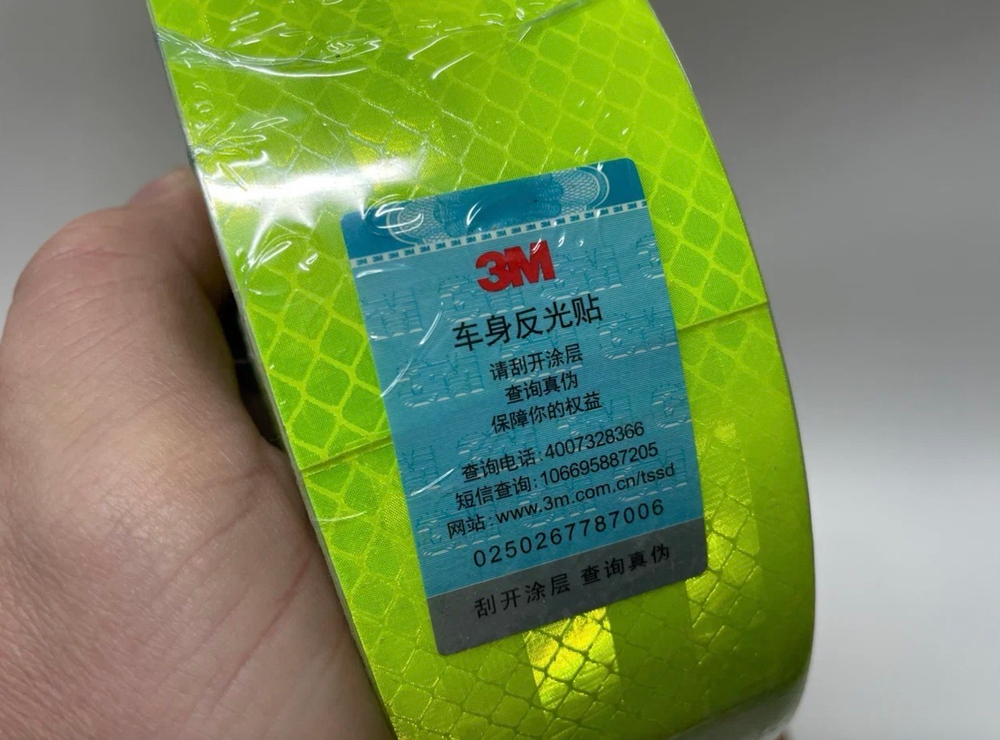 3M
车身反光贴
请刮开涂层
查询真伪
保障你的权益
查询电话:4007328366
短信查询:106695887205
网站:www.3m.com.cn/tssd
0250267787006
刮开涂层 查询真伪